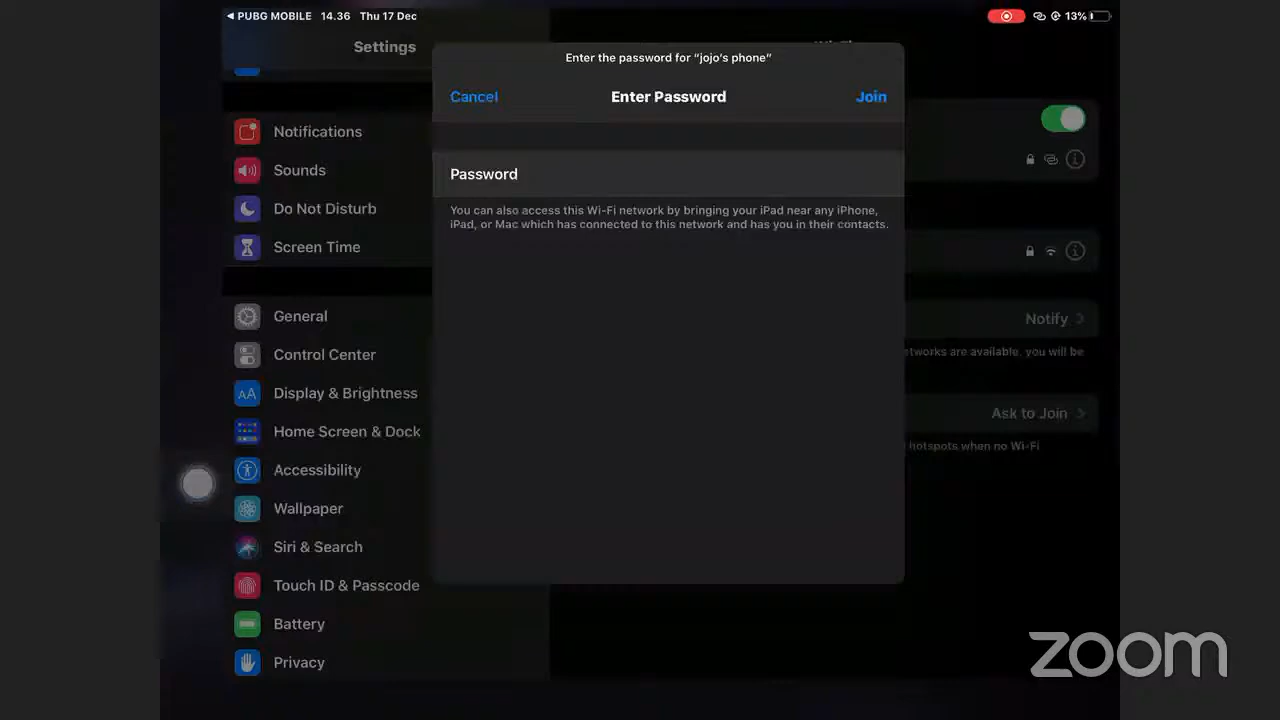 PUBG MOBILE 14.36 Thu 17 Dec
13%
Settings
Enter the password for “jojo’s phone”
Cancel
Enter Password
Join
Notifications
Password
Sounds
You can also access this Wi-Fi network by bringing your iPad near any iPhone,
iPad, or Mac which has connected to this network and has you in their contacts.
Do Not Disturb
Screen Time
General
Notify
Control Center
you will be
Display & Brightness
Ask to Join
Home Screen & Dock
hotspots when no Wi-Fi
Accessibility
Wallpaper
Siri & Search
Touch ID & Passcode
Battery
Privacy
zoom